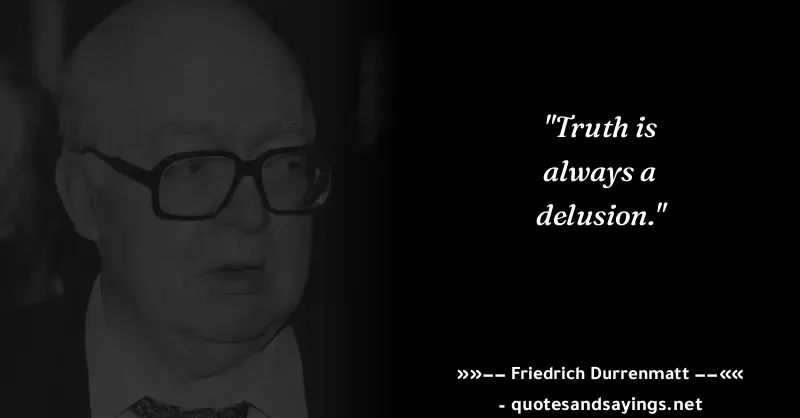 "Truth is
always a
delusion."
»»−− Friedrich Durrenmatt −−««
- quotesandsayings.net